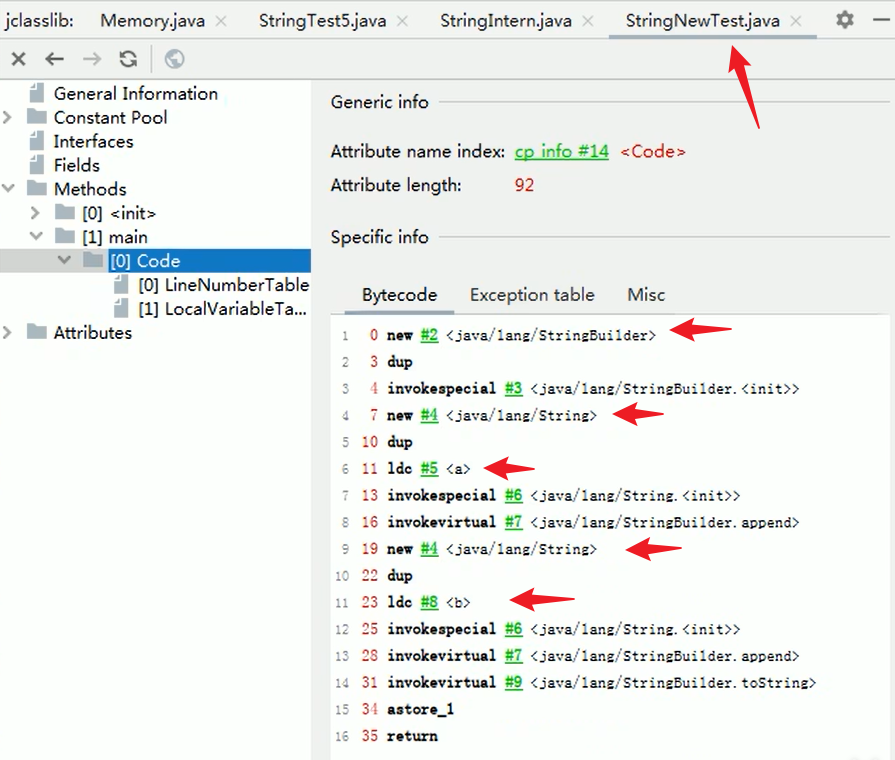 jclasslib: Memory.java StringTest5.java StringIntern.java StringNewTest.java
General Information
Constant Pool
Interfaces
Fields
Methods
[0] <init>
[1] main
[0] Code
[0] LineNumberTable
[1] LocalVariableTa...
Attributes
Generic info
Attribute name index: cp info #14 <Code>
Attribute length: 92
Specific info
Bytecode Exception table Misc
1 0 new #2 <java/lang/StringBuilder>
2 3 dup
3 4 invokespecial #3 <java/lang/StringBuilder.<init>>
4 7 new #4 <java/lang/String>
5 10 dup
6 11 ldc #5 <a>
7 13 invokespecial #6 <java/lang/String.<init>>
8 16 invokevirtual #7 <java/lang/StringBuilder.append>
9 19 new #4 <java/lang/String>
10 22 dup
11 23 ldc #8 <b>
12 25 invokespecial #6 <java/lang/String.<init>>
13 28 invokevirtual #7 <java/lang/StringBuilder.append>
14 31 invokevirtual #9 <java/lang/StringBuilder.toString>
15 34 astore_1
16 35 return